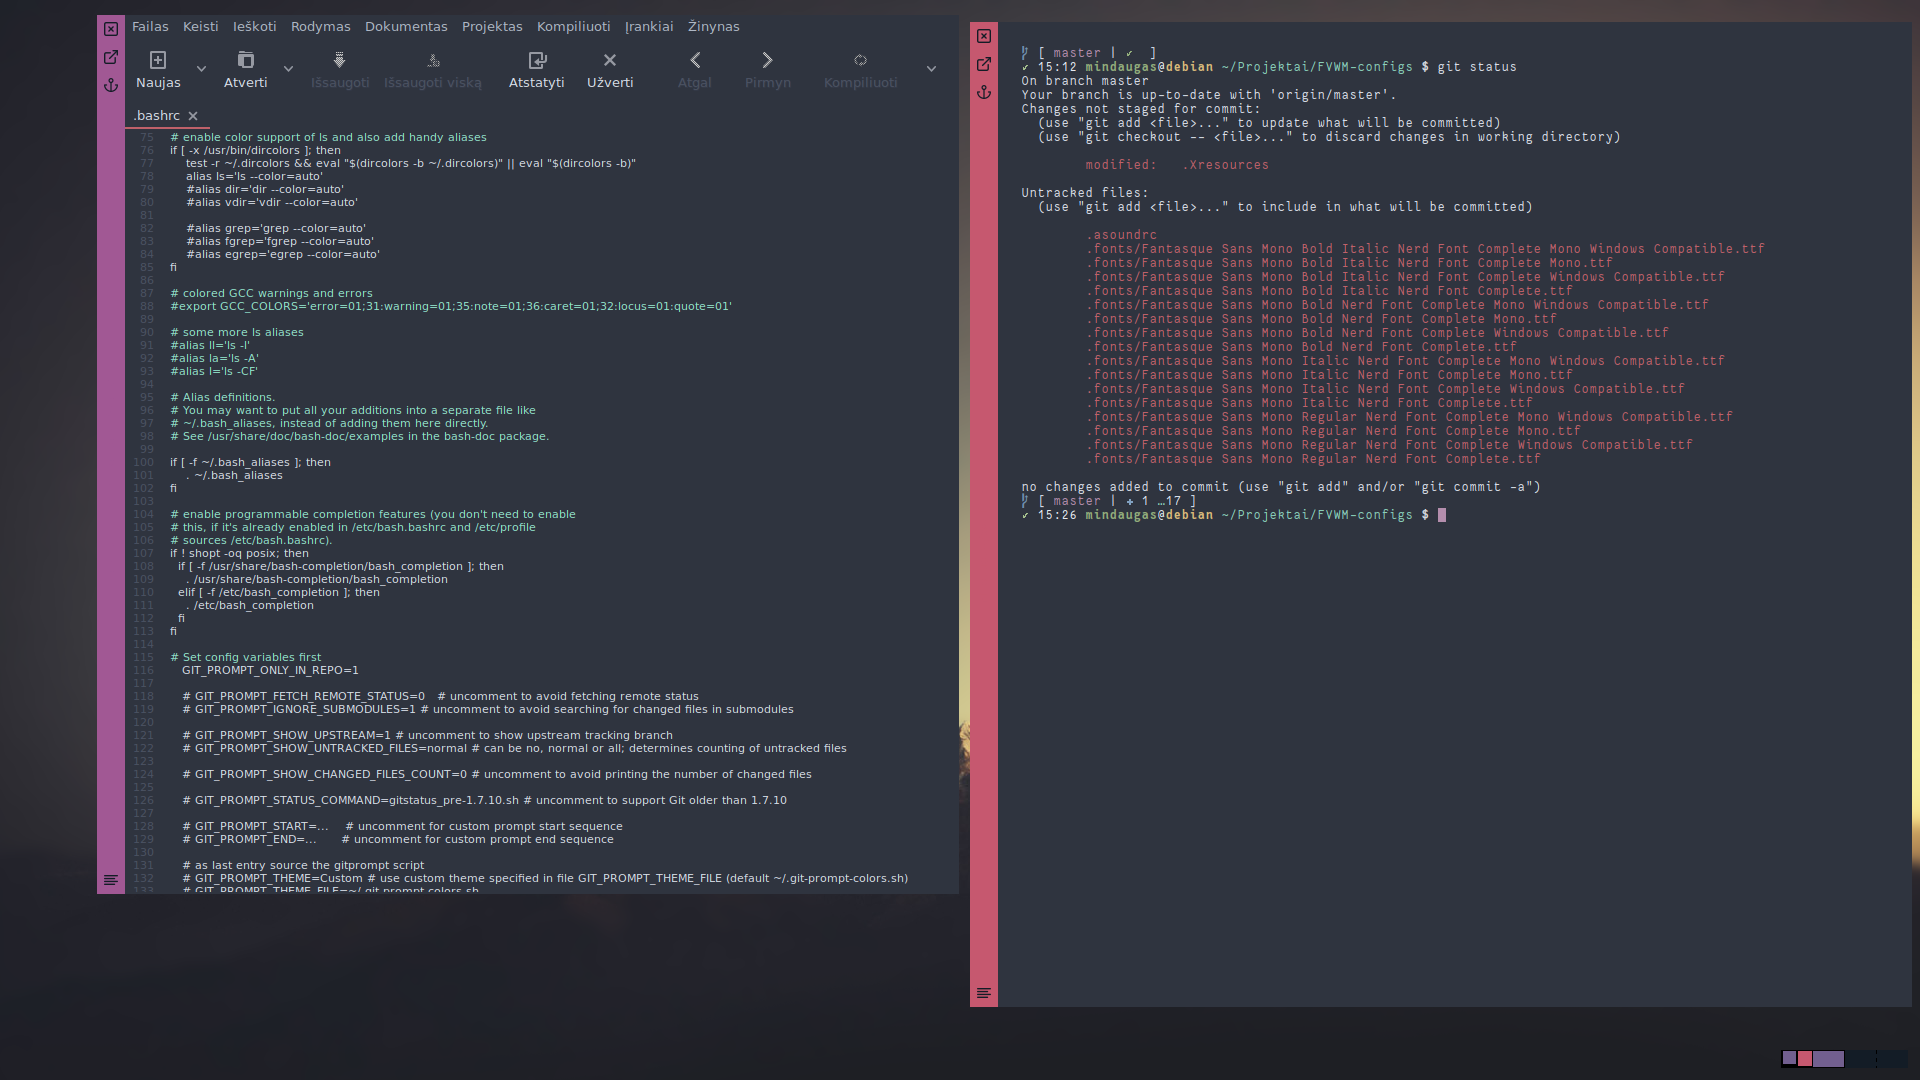 Failas Keisti Ieškoti Rodymas Dokumentas Projektas Kompiliuoti Įrankiai Žinynas
Naujas Atverti Išsaugoti Išsaugoti viską Atstatyti Užverti Atgal Pirmyn Kompiliuoti
.bashrc
75 # enable color support of ls and also add handy aliases
76 if [ -x /usr/bin/dircolors ]; then
77 test -r ~/.dircolors && eval "$(dircolors -b ~/.dircolors)" || eval "$(dircolors -b)"
78 alias ls='ls --color=auto'
79 #alias dir='dir --color=auto'
80 #alias vdir='vdir --color=auto'
81
82 #alias grep='grep --color=auto'
83 #alias fgrep='fgrep --color=auto'
84 #alias egrep='egrep --color=auto'
85 fi
86
87 # colored GCC warnings and errors
88 #export GCC_COLORS='error=01;31:warning=01;35:note=01;36:caret=01;32:locus=01:quote=01'
89
90 # some more ls aliases
91 #alias ll='ls -l'
92 #alias la='ls -A'
93 #alias l='ls -CF'
94
95 # Alias definitions.
96 # You may want to put all your additions into a separate file like
97 # ~/.bash_aliases, instead of adding them here directly.
98 # See /usr/share/doc/bash-doc/examples in the bash-doc package.
99
100 if [ -f ~/.bash_aliases ]; then
101 . ~/.bash_aliases
102 fi
103
104 # enable programmable completion features (you don't need to enable
105 # this, if it's already enabled in /etc/bash.bashrc and /etc/profile
106 # sources /etc/bash.bashrc).
107 if ! shopt -oq posix; then
108 if [ -f /usr/share/bash-completion/bash_completion ]; then
109 . /usr/share/bash-completion/bash_completion
110 elif [ -f /etc/bash_completion ]; then
111 . /etc/bash_completion
112 fi
113 fi
114
115 # Set config variables first
116 GIT_PROMPT_ONLY_IN_REPO=1
117
118 # GIT_PROMPT_FETCH_REMOTE_STATUS=0 # uncomment to avoid fetching remote status
119 # GIT_PROMPT_IGNORE_SUBMODULES=1 # uncomment to avoid searching for changed files in submodules
120
121 # GIT_PROMPT_SHOW_UPSTREAM=1 # uncomment to show upstream tracking branch
122 # GIT_PROMPT_SHOW_UNTRACKED_FILES=normal # can be no, normal or all; determines counting of untracked files
123
124 # GIT_PROMPT_SHOW_CHANGED_FILES_COUNT=0 # uncomment to avoid printing the number of changed files
125
126 # GIT_PROMPT_STATUS_COMMAND=gitstatus_pre-1.7.10.sh # uncomment to support Git older than 1.7.10
127
128 # GIT_PROMPT_START=... # uncomment for custom prompt start sequence
129 # GIT_PROMPT_END=... # uncomment for custom prompt end sequence
130
131 # as last entry source the gitprompt script
132 # GIT_PROMPT_THEME=Custom # use custom theme specified in file GIT_PROMPT_THEME_FILE (default ~/.git-prompt-colors.sh)
133 # GIT_PROMPT_THEME_FILE=~/.git-prompt-colors.sh
[ master | ✓ ]
✓ 15:12 mindaugas@debian ~/Projektai/FVWM-configs $ git status
On branch master
Your branch is up-to-date with 'origin/master'.
Changes not staged for commit:
(use "git add <file>..." to update what will be committed)
(use "git checkout -- <file>..." to discard changes in working directory)
modified: .Xresources
Untracked files:
(use "git add <file>..." to include in what will be committed)
.asoundrc
.fonts/Fantasque Sans Mono Bold Italic Nerd Font Complete Mono Windows Compatible.ttf
.fonts/Fantasque Sans Mono Bold Italic Nerd Font Complete Mono.ttf
.fonts/Fantasque Sans Mono Bold Italic Nerd Font Complete Windows Compatible.ttf
.fonts/Fantasque Sans Mono Bold Italic Nerd Font Complete.ttf
.fonts/Fantasque Sans Mono Bold Nerd Font Complete Mono Windows Compatible.ttf
.fonts/Fantasque Sans Mono Bold Nerd Font Complete Mono.ttf
.fonts/Fantasque Sans Mono Bold Nerd Font Complete Windows Compatible.ttf
.fonts/Fantasque Sans Mono Bold Nerd Font Complete.ttf
.fonts/Fantasque Sans Mono Italic Nerd Font Complete Mono Windows Compatible.ttf
.fonts/Fantasque Sans Mono Italic Nerd Font Complete Mono.ttf
.fonts/Fantasque Sans Mono Italic Nerd Font Complete Windows Compatible.ttf
.fonts/Fantasque Sans Mono Italic Nerd Font Complete.ttf
.fonts/Fantasque Sans Mono Regular Nerd Font Complete Mono Windows Compatible.ttf
.fonts/Fantasque Sans Mono Regular Nerd Font Complete Mono.ttf
.fonts/Fantasque Sans Mono Regular Nerd Font Complete Windows Compatible.ttf
.fonts/Fantasque Sans Mono Regular Nerd Font Complete.ttf
no changes added to commit (use "git add" and/or "git commit -a")
[ master | + 1 …17 ]
✓ 15:26 mindaugas@debian ~/Projektai/FVWM-configs $